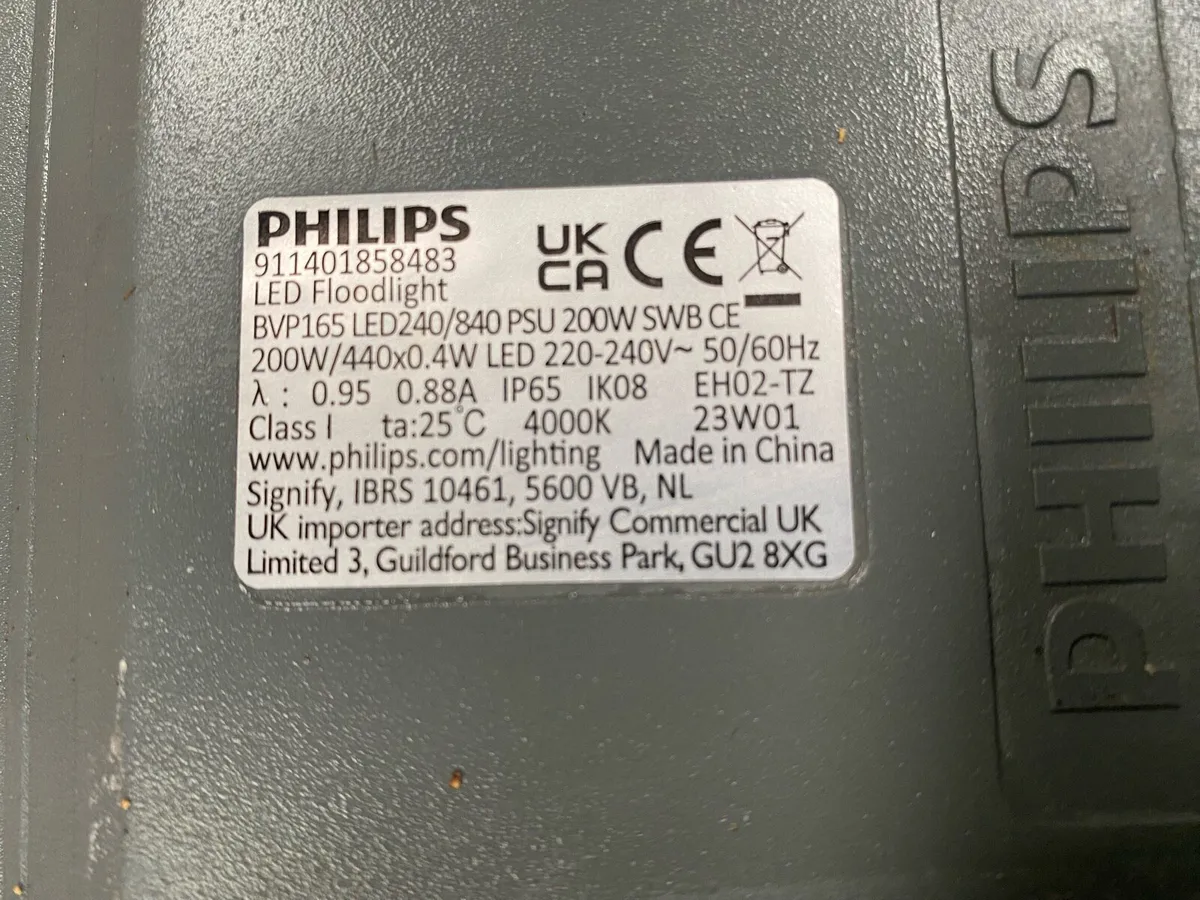 PHILIPS
UK
CA
CE
911401858483
LED Floodlight
BVP165 LED240/840 PSU 200W SWB CE
200W/440x0.4W LED 220-240V~ 50/60Hz
λ : 0.95 0.88A IP65 IK08 EH02-TZ
Class I ta:25°C 4000K 23W01
www.philips.com/lighting Made in China
Signify, IBRS 10461, 5600 VB, NL
UK importer address:Signify Commercial UK
Limited 3, Guildford Business Park, GU2 8XG
PHILIPS